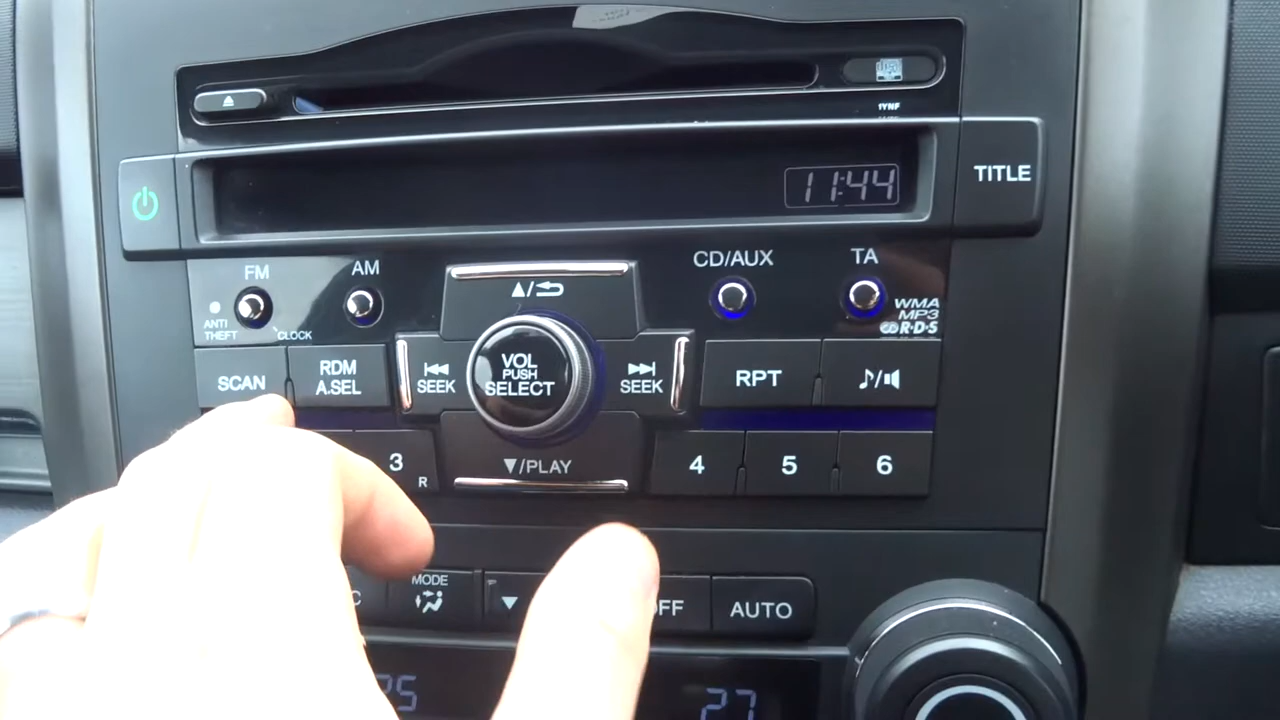 11:44
TITLE
FM
AM
CD/AUX
TA
ANTI
THEFT
CLOCK
WMA
MP3
R·D·S
SCAN
RDM
A.SEL
SEEK
VOL
PUSH
SELECT
SEEK
RPT
3
R
▼/PLAY
4
5
6
MODE
AUTO
27